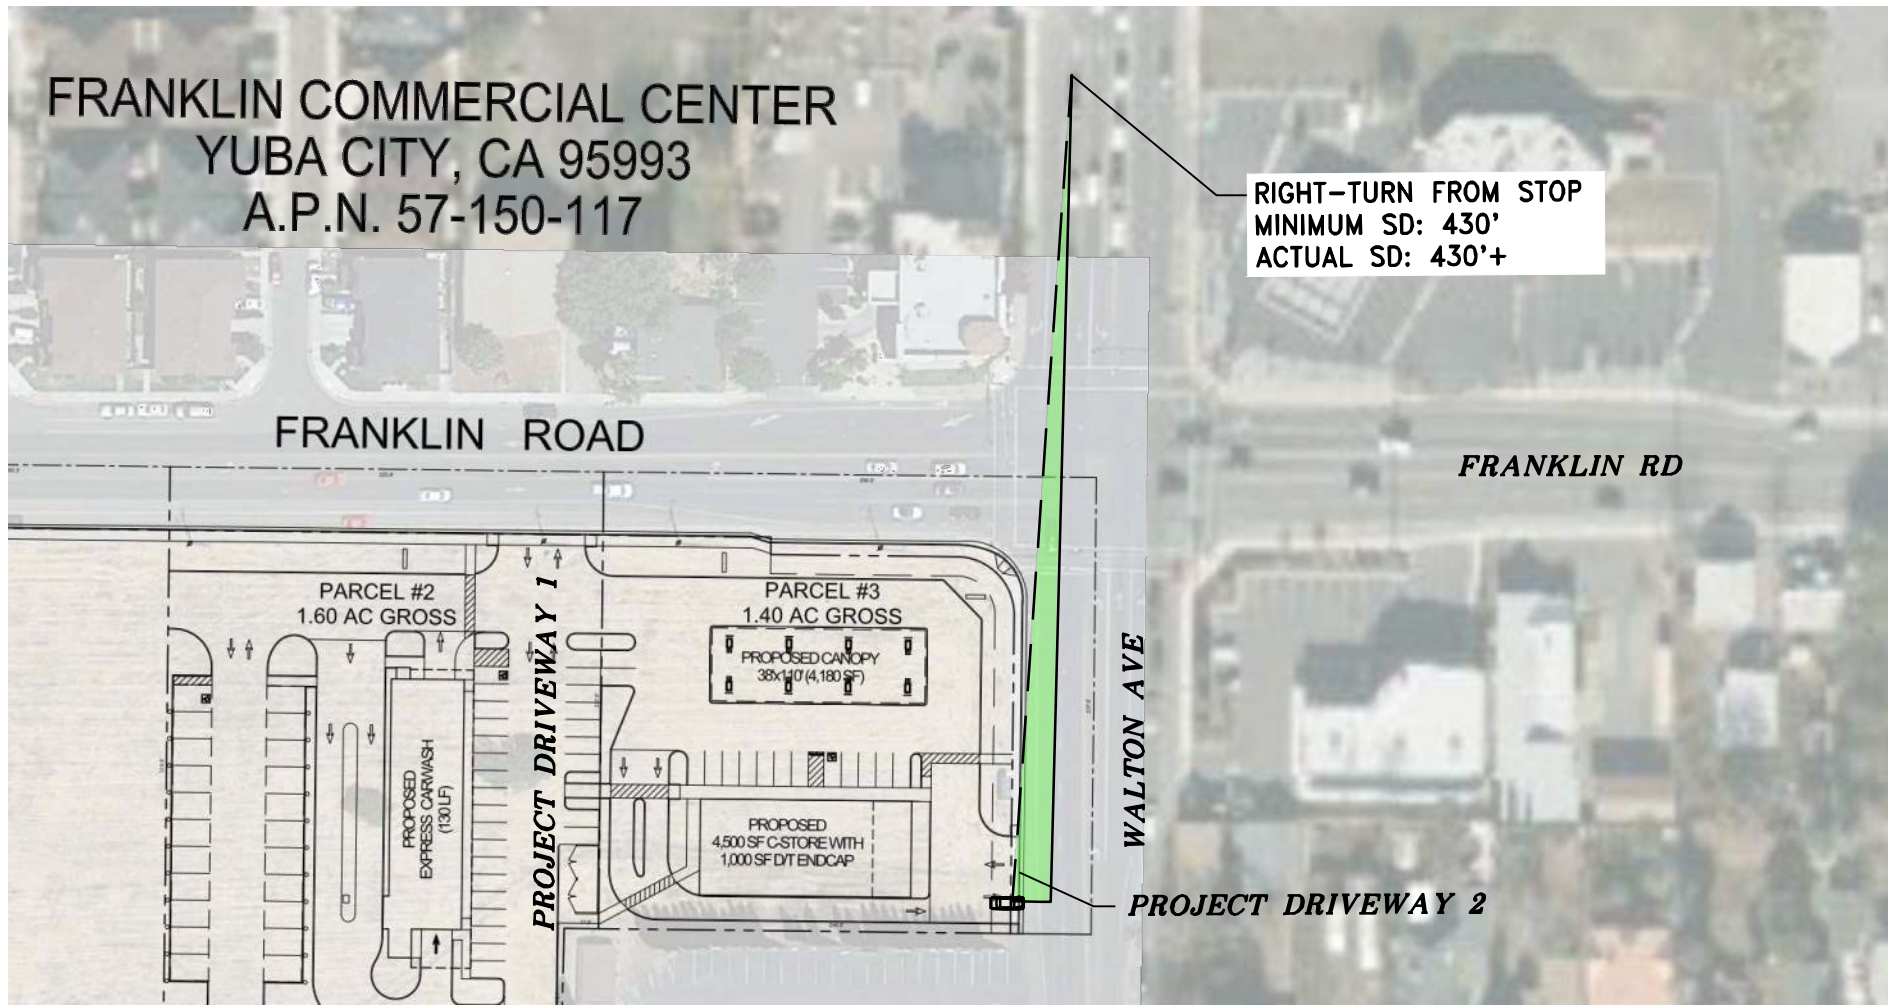 FRANKLIN COMMERCIAL CENTER
YUBA CITY, CA 95993
A.P.N. 57-150-117
RIGHT-TURN FROM STOP
MINIMUM SD: 430'
ACTUAL SD: 430'+
FRANKLIN ROAD
FRANKLIN RD
PARCEL #2
1.60 AC GROSS
PROJECT DRIVEWAY 1
PARCEL #3
1.40 AC GROSS
PROPOSED CANOPY
38x110' (4,180 SF)
WALTON AVE
PROPOSED
EXPRESS CARWASH
(130 LF)
PROPOSED
4,500 SF C-STORE WITH
1,000 SF D/T ENDCAP
PROJECT DRIVEWAY 2